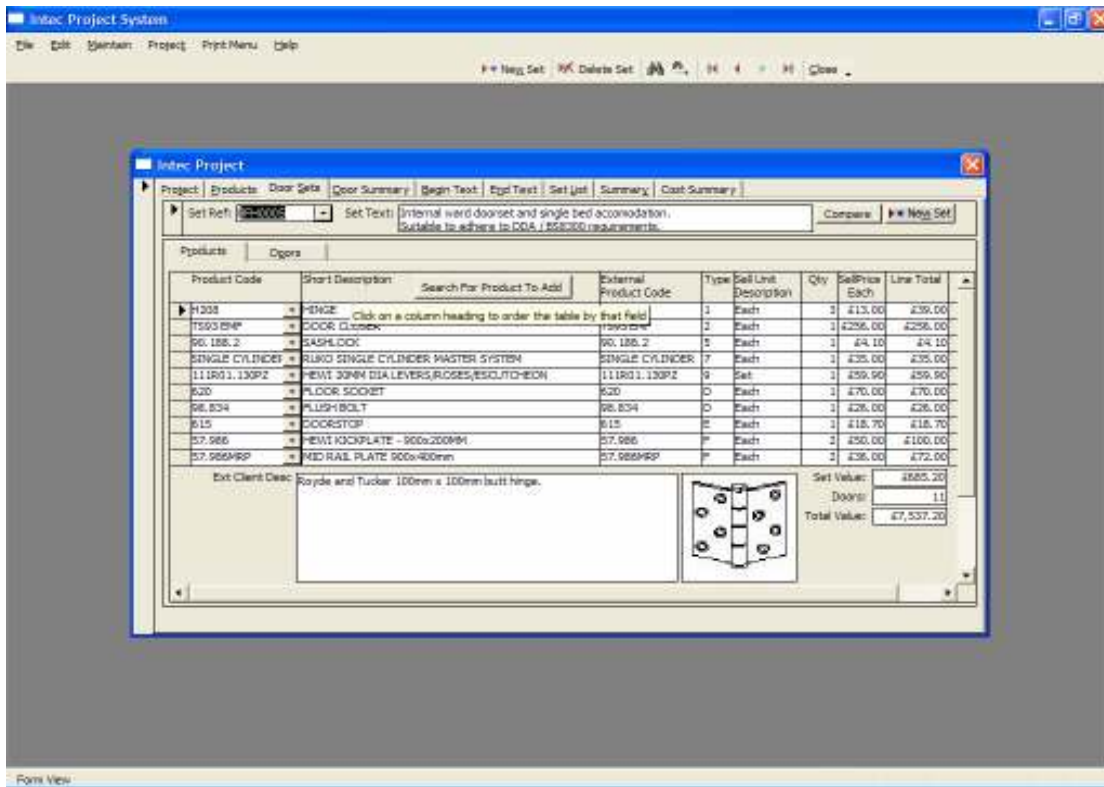 Intec Project System
File Edit Maintain Project Print Menu Help
New Set Delete Set Close
Intec Project
Project Products Door Sets Door Summary Begin Text End Text Set List Summary Cost Summary
Set Ref: Set Text: Internal ward doorset and single bed accomodation. Compare New Set
Suitable to adhere to DDA / BS8300 requirements.
Products Doors
Product Code Short Description Search For Product To Add External Product Code Type Sell Unit Description Qty SellPrice Each Line Total
H208 HINGE 1 Each 3 £13.00 £39.00
Click on a column heading to order the table by that field
TS93 EMF DOOR CLOSER TS93 EMF 2 Each 1 £256.00 £256.00
90.188.2 SASHLOCK 90.188.2 5 Each 1 £4.10 £4.10
SINGLE CYLINDER RUKO SINGLE CYLINDER MASTER SYSTEM SINGLE CYLINDER 7 Each 1 £35.00 £35.00
111R01.130PZ HEWI 30MM DIA LEVERS/ROSES/ESCUTCHEON 111R01.130PZ 9 Set 1 £59.90 £59.90
620 FLOOR SOCKET 620 D Each 1 £70.00 £70.00
98.834 FLUSH BOLT 98.834 D Each 1 £26.00 £26.00
615 DOORSTOP 615 E Each 1 £18.70 £18.70
57.986 HEWI KICKPLATE - 900x200MM. 57.986 F Each 2 £50.00 £100.00
57.986MRP MID RAIL PLATE 900x400mm 57.986MRP F Each 2 £36.00 £72.00
Ext Client Desc Royde and Tucker 100mm x 100mm butt hinge. Set Value: £685.20
Doors: 11
Total Value: £7,537.20
Form View